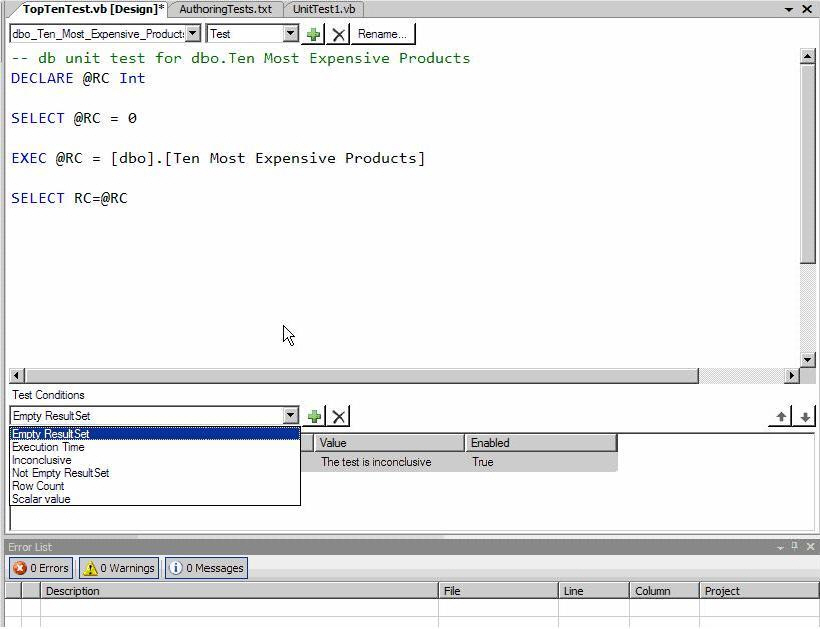 TopTenTest.vb [Design]* AuthoringTests.txt UnitTest1.vb
dbo_Ten_Most_Expensive_Product: Test Rename...
-- db unit test for dbo.Ten Most Expensive Products
DECLARE @RC Int
SELECT @RC = 0
EXEC @RC = [dbo].[Ten Most Expensive Products]
SELECT RC=@RC
Test Conditions
Empty ResultSet
Empty ResultSet
Value Enabled
Execution Time
Inconclusive
The test is inconclusive True
Not Empty ResultSet
Row Count
Scalar value
Error List
0 Errors 0 Warnings 0 Messages
Description File Line Column Project